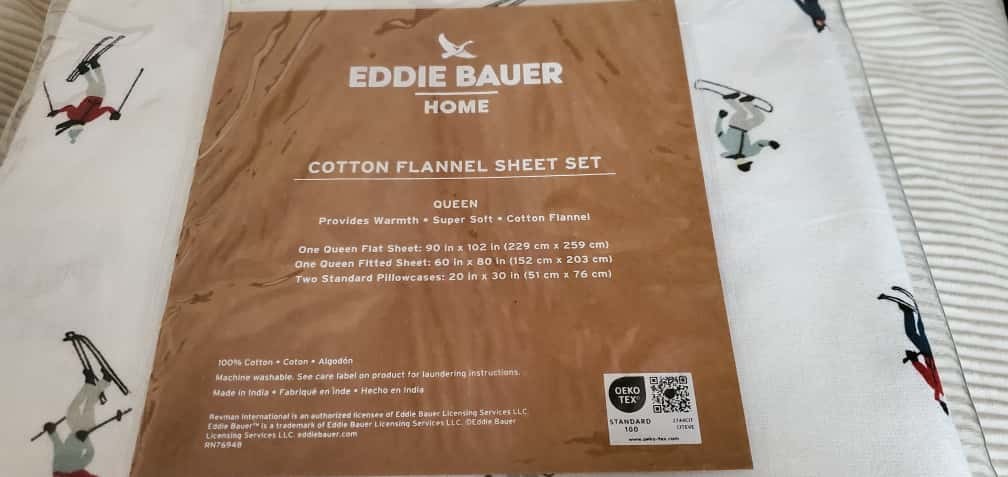 EDDIE BAUER
HOME
COTTON FLANNEL SHEET SET
QUEEN
Provides Warmth • Super Soft • Cotton Flannel
One Queen Flat Sheet: 90 in x 102 in (229 cm x 259 cm)
One Queen Fitted Sheet: 60 in x 80 in (152 cm x 203 cm)
Two Standard Pillowcases: 20 in x 30 in (51 cm x 76 cm)
100% Cotton • Coton • Algodón
Machine washable. See care label on product for laundering instructions.
Made in India • Fabriqué en Inde • Hecho en India
Revman International is an authorized licensee of Eddie Bauer Licensing Services LLC.
Eddie Bauer™ is a trademark of Eddie Bauer Licensing Services LLC. ©Eddie Bauer
Licensing Services LLC. eddiebauer.com
RN76948
OEKO
TEX®
STANDARD
100
CITEVE
www.oeko-tex.com